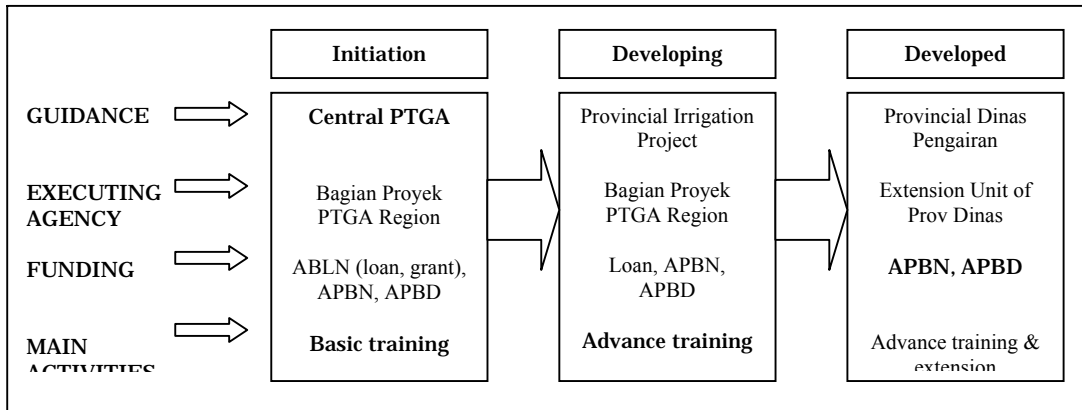 Initiation
Developing
Developed
GUIDANCE
Central PTGA
Provincial Irrigation
Project
Provincial Dinas
Pengairan
EXECUTING
AGENCY
Bagian Proyek
PTGA Region
Bagian Proyek
PTGA Region
Extension Unit of
Prov Dinas
FUNDING
ABLN (loan, grant),
APBN, APBD
Loan, APBN,
APBD
APBN, APBD
MAIN
ACTIVITIES
Basic training
Advance training
Advance training &
extension